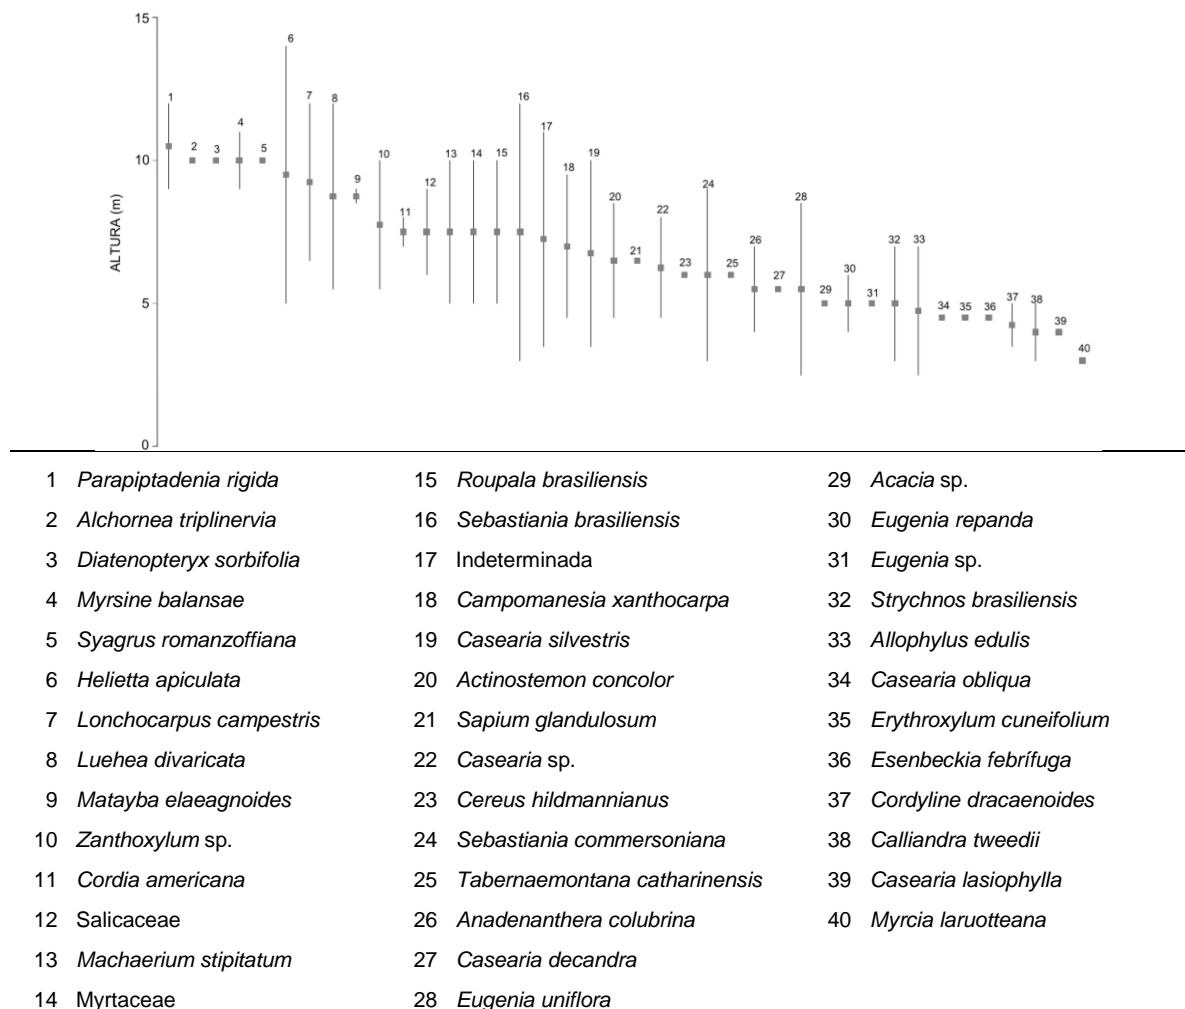 15
6
7
8
16
1
17
4
2
3
5
10
13
14
15
19
18
9
12
24
11
20
28
22
21
26
32
33
23
25
27
30
29
31
34
35
36
37
38
39
40
10
5
0
ALTURA (m)
1 Parapiptadenia rigida
2 Alchornea triplinervia
3 Diatenopteryx sorbifolia
4 Myrsine balansae
5 Syagrus romanzoffiana
6 Helietta apiculata
7 Lonchocarpus campestris
8 Luehea divaricata
9 Matayba elaeagnoides
10 Zanthoxylum sp.
11 Cordia americana
12 Salicaceae
13 Machaerium stipitatum
14 Myrtaceae
15 Roupala brasiliensis
16 Sebastiania brasiliensis
17 Indeterminada
18 Campomanesia xanthocarpa
19 Casearia silvestris
20 Actinostemon concolor
21 Sapium glandulosum
22 Casearia sp.
23 Cereus hildmannianus
24 Sebastiania commersoniana
25 Tabernaemontana catharinensis
26 Anadenanthera colubrina
27 Casearia decandra
28 Eugenia uniflora
29 Acacia sp.
30 Eugenia repanda
31 Eugenia sp.
32 Strychnos brasiliensis
33 Allophylus edulis
34 Casearia obliqua
35 Erythroxylum cuneifolium
36 Esenbeckia febrífuga
37 Cordyline dracaenoides
38 Calliandra tweedii
39 Casearia lasiophylla
40 Myrcia laruotteana